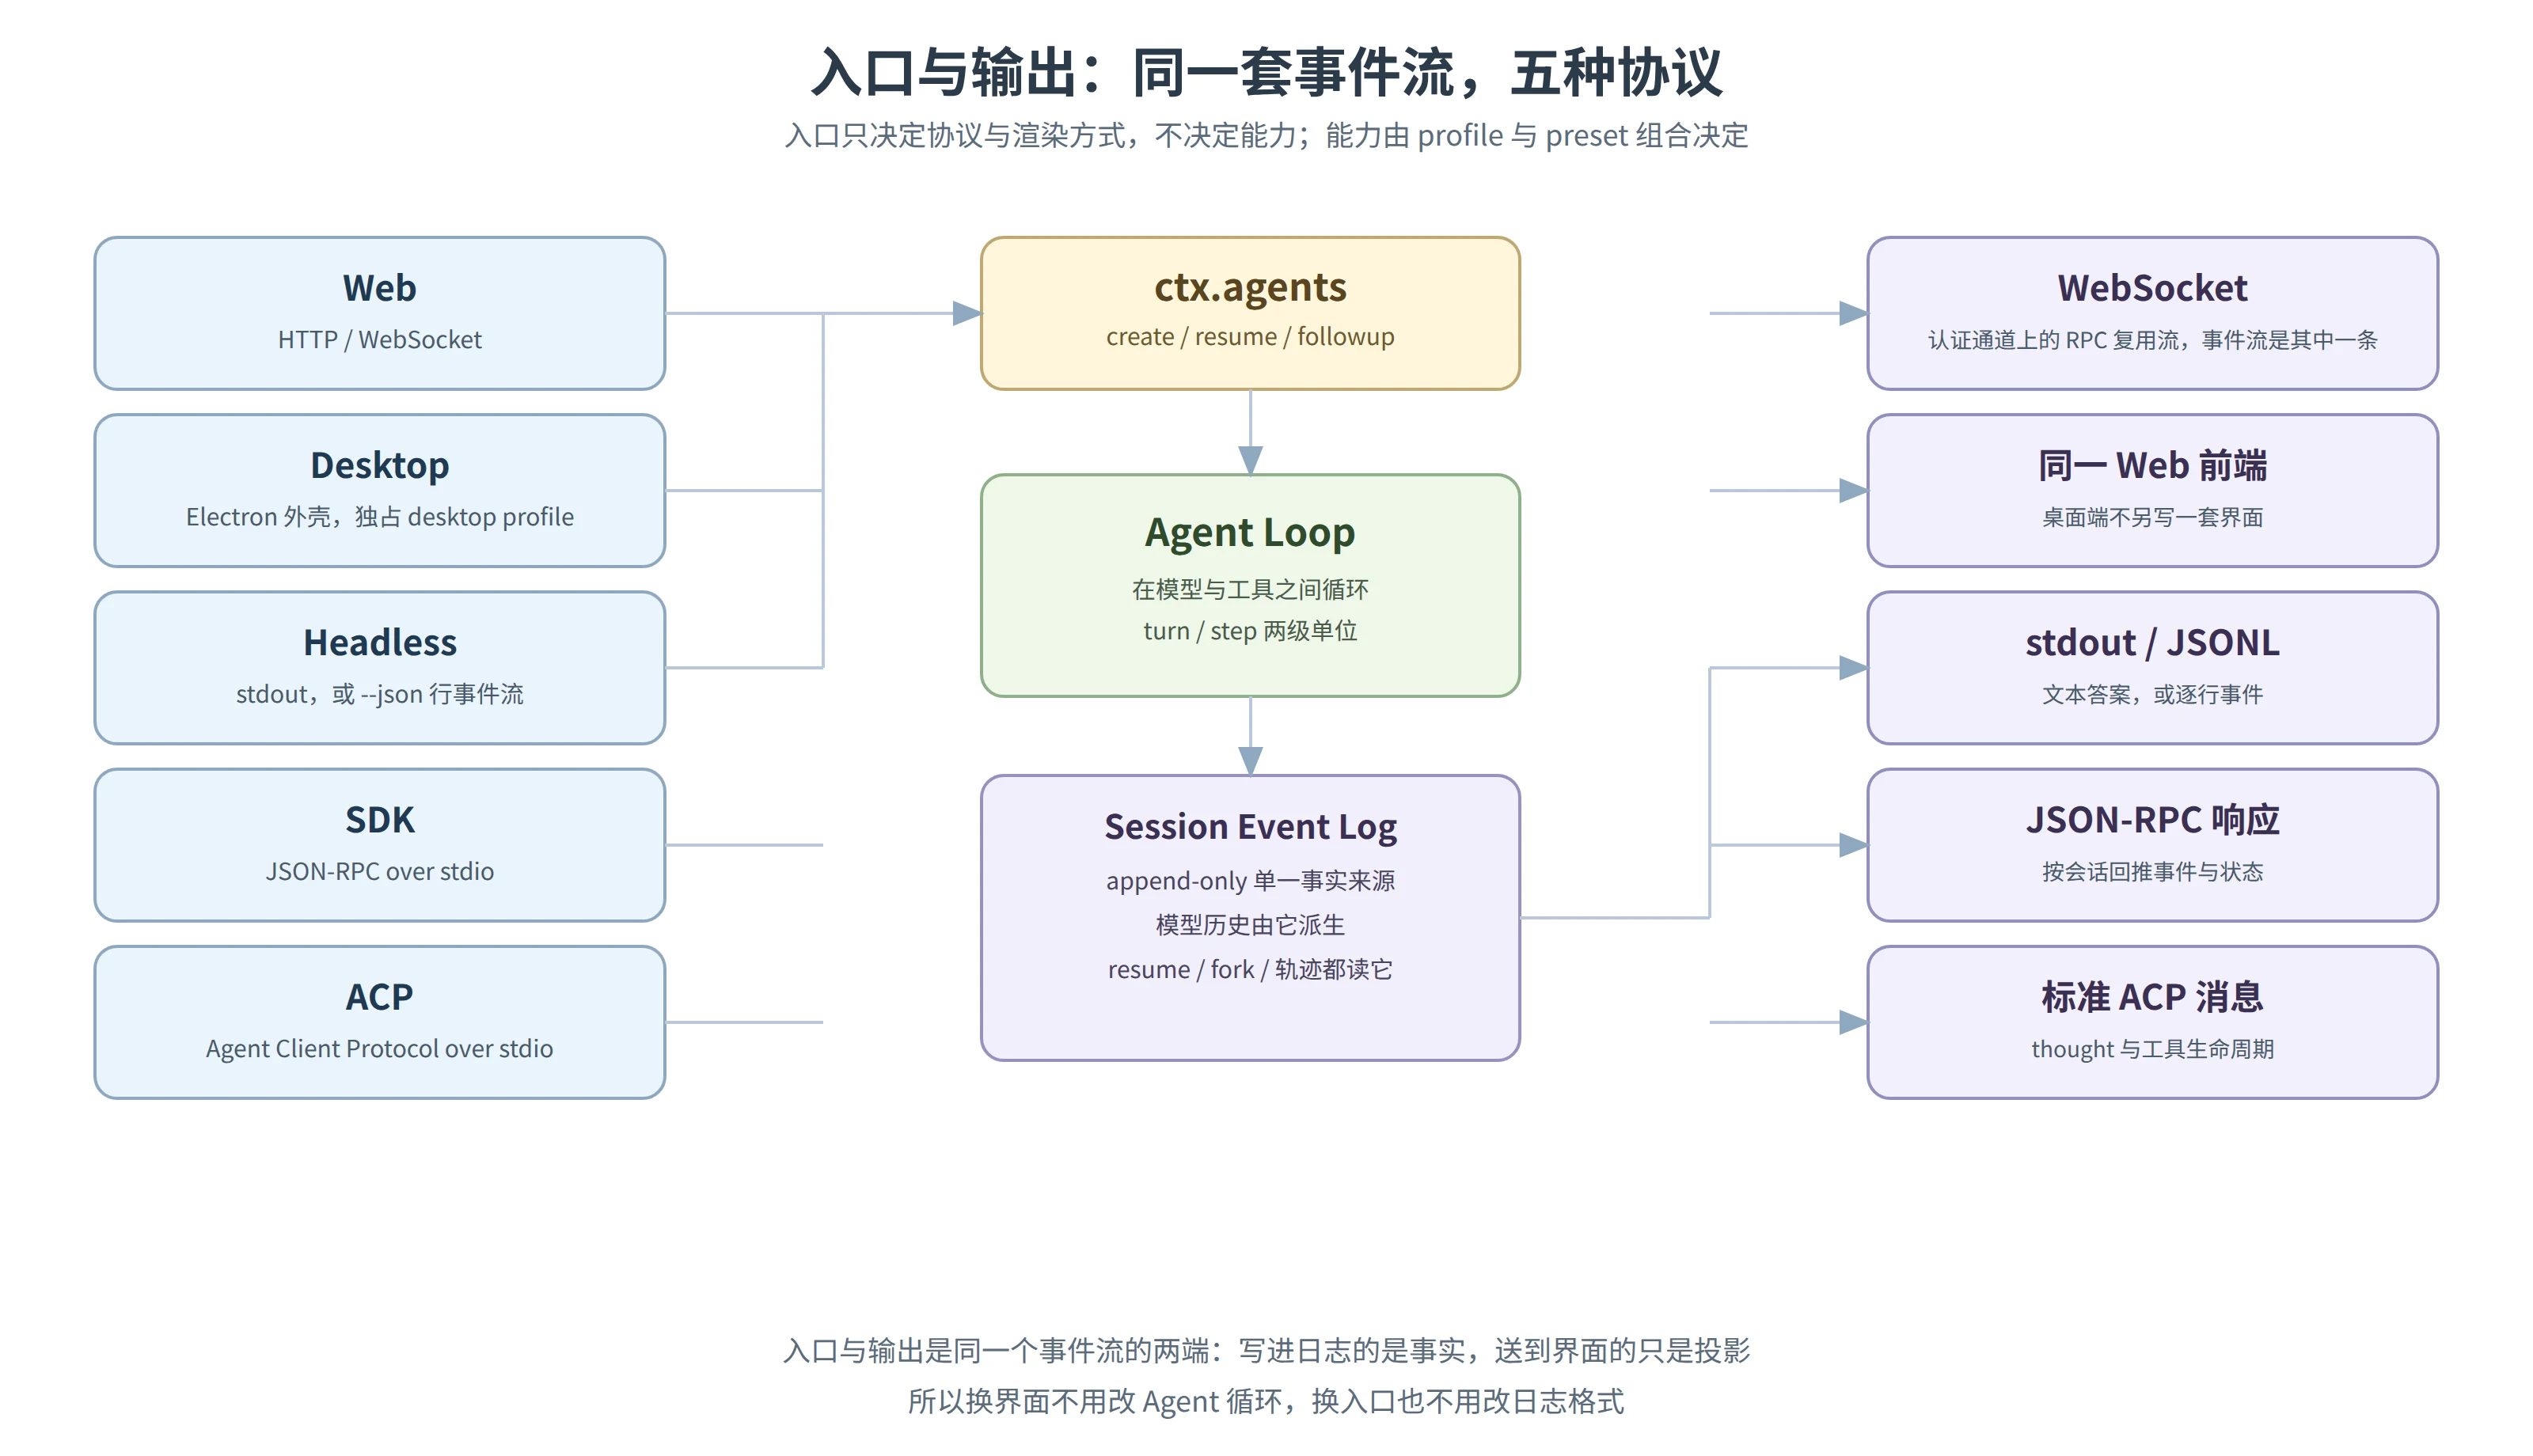 入口与输出：同一套事件流，五种协议
入口只决定协议与渲染方式，不决定能力；能力由 profile 与 preset 组合决定
Web
HTTP / WebSocket
Desktop
Electron 外壳，独占 desktop profile
Headless
stdout，或 --json 行事件流
SDK
JSON-RPC over stdio
ACP
Agent Client Protocol over stdio
ctx.agents
create / resume / followup
Agent Loop
在模型与工具之间循环
turn / step 两级单位
Session Event Log
append-only 单一事实来源
模型历史由它派生
resume / fork / 轨迹都读它
WebSocket
认证通道上的 RPC 复用流，事件流是其中一条
同一 Web 前端
桌面端不另写一套界面
stdout / JSONL
文本答案，或逐行事件
JSON-RPC 响应
按会话回推事件与状态
标准 ACP 消息
thought 与工具生命周期
入口与输出是同一个事件流的两端：写进日志的是事实，送到界面的只是投影
所以换界面不用改 Agent 循环，换入口也不用改日志格式